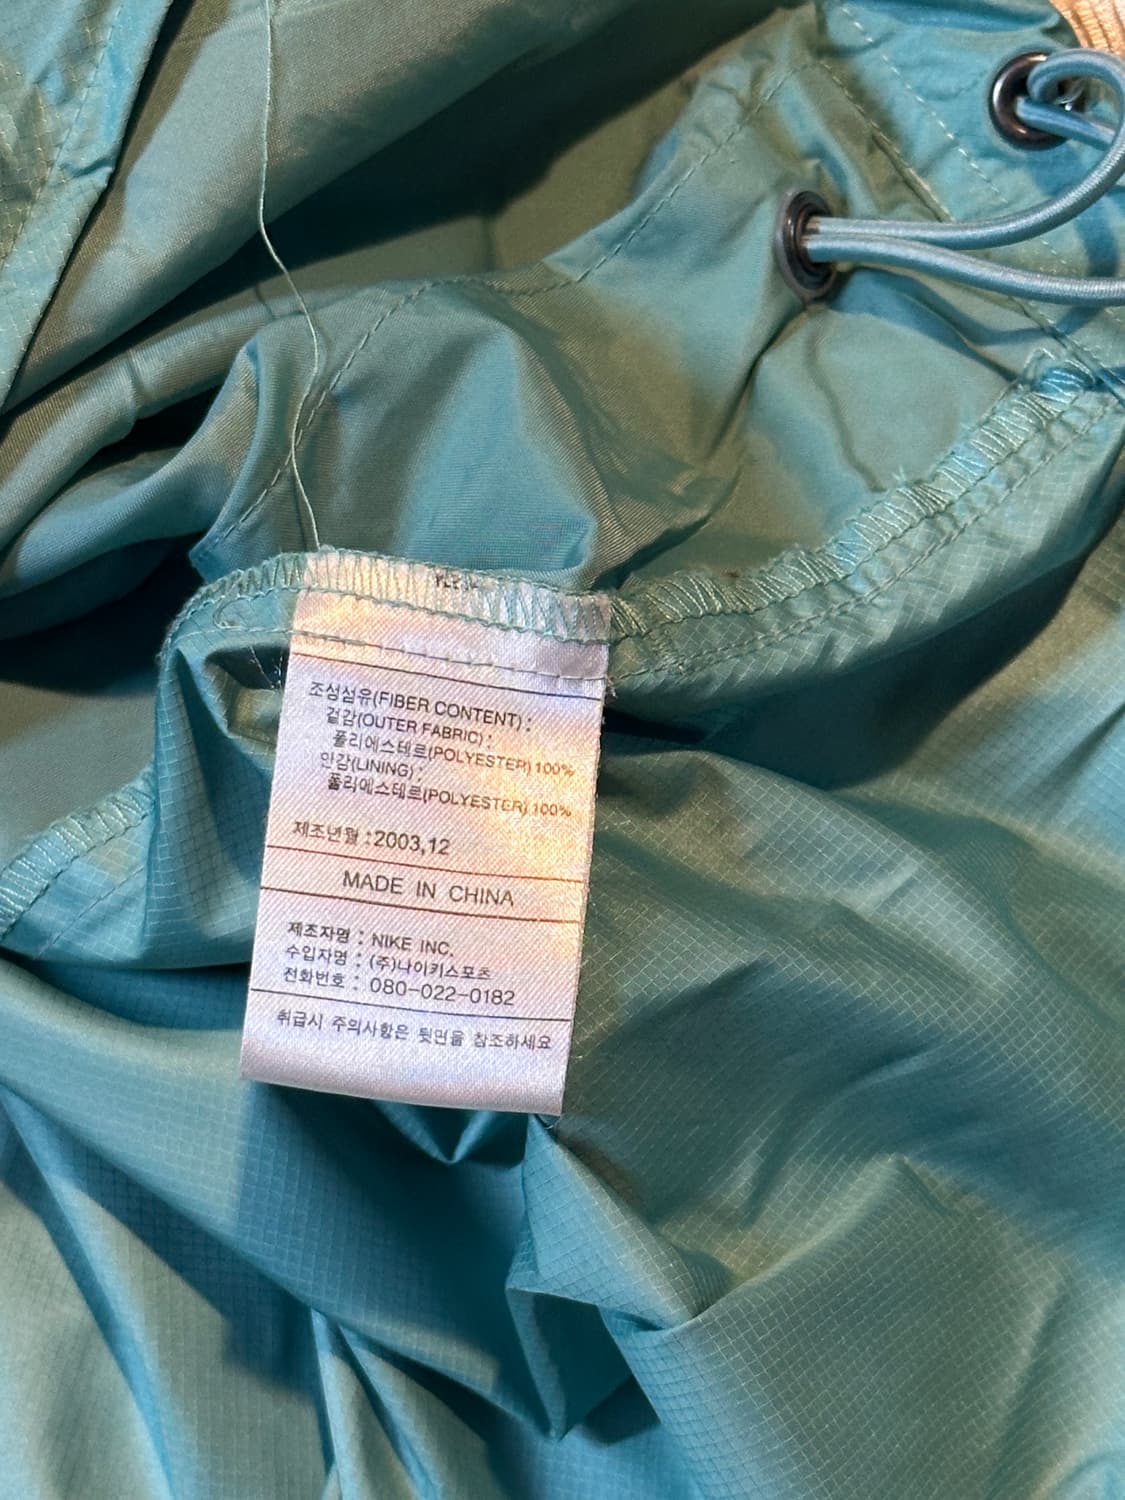 조성섬유(FIBER CONTENT) :
겉감(OUTER FABRIC) :
폴리에스테르(POLYESTER) 100%
안감(LINING) :
폴리에스테르(POLYESTER) 100%
제조년월 : 2003,12
MADE IN CHINA
제조자명 : NIKE INC.
수입자명 : (주)나이키스포츠
전화번호 : 080-022-0182
취급시 주의사항은 뒷면을 참조하세요